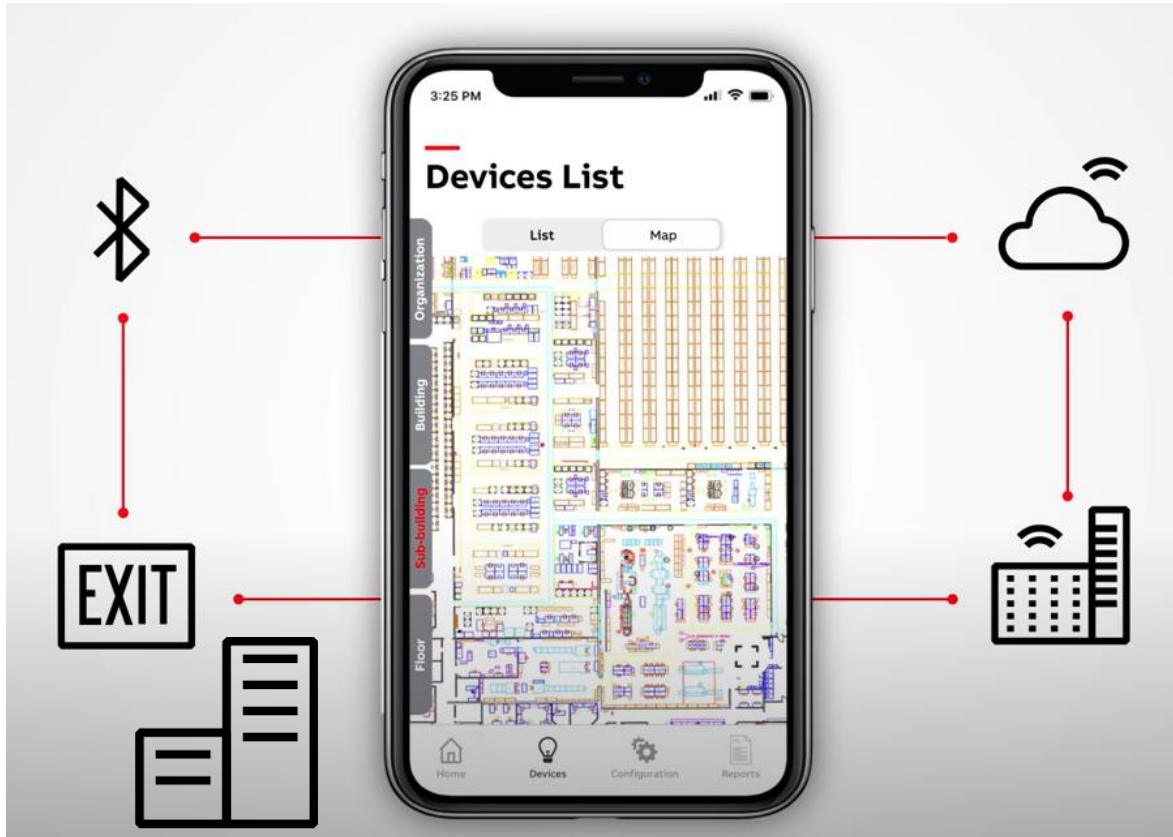 3:25 PM
Devices List
List
Map
Organization
Building
Sub-building
Floor
EXIT
Home
Devices
Configuration
Reports